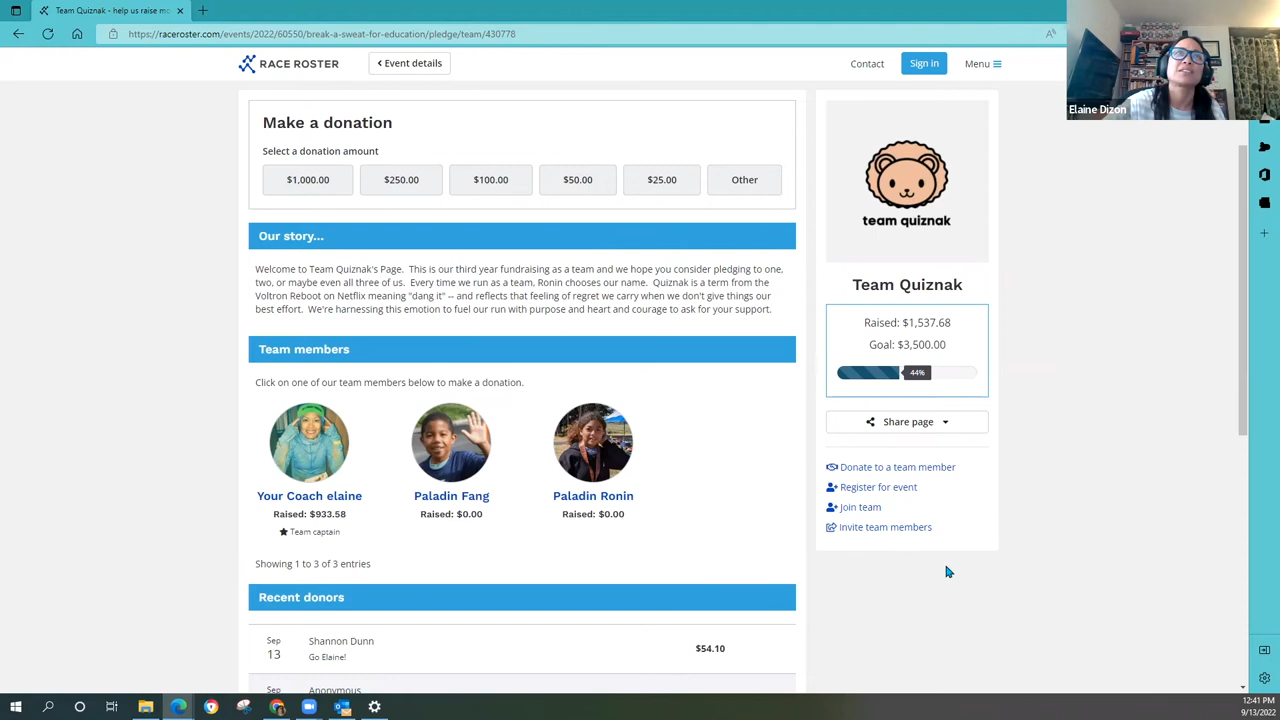 Team Quiznak - help us raise mo
https://raceroster.com/events/2022/60550/break-a-sweat-for-education/pledge/team/430778
RACE ROSTER
Event details
Contact
Sign in
Menu
Elaine Dizon
Make a donation
Select a donation amount
$1,000.00
$250.00
$100.00
$50.00
$25.00
Other
team quiznak
Our story...
Welcome to Team Quiznak's Page. This is our third year fundraising as a team and we hope you consider pledging to one,
two, or maybe even all three of us. Every time we run as a team, Ronin chooses our name. Quiznak is a term from the
Voltron Reboot on Netflix meaning "dang it" -- and reflects that feeling of regret we carry when we don't give things our
best effort. We're harnessing this emotion to fuel our run with purpose and heart and courage to ask for your support.
Team Quiznak
Raised: $1,537.68
Goal: $3,500.00
44%
Share page
Donate to a team member
Register for event
Join team
Invite team members
Team members
Click on one of our team members below to make a donation.
Your Coach elaine
Raised: $933.58
Team captain
Paladin Fang
Raised: $0.00
Paladin Ronin
Raised: $0.00
Showing 1 to 3 of 3 entries
Recent donors
Sep
13
Shannon Dunn
Go Elaine!
$54.10
Sep
Anonymous
12:41 PM
9/13/2022